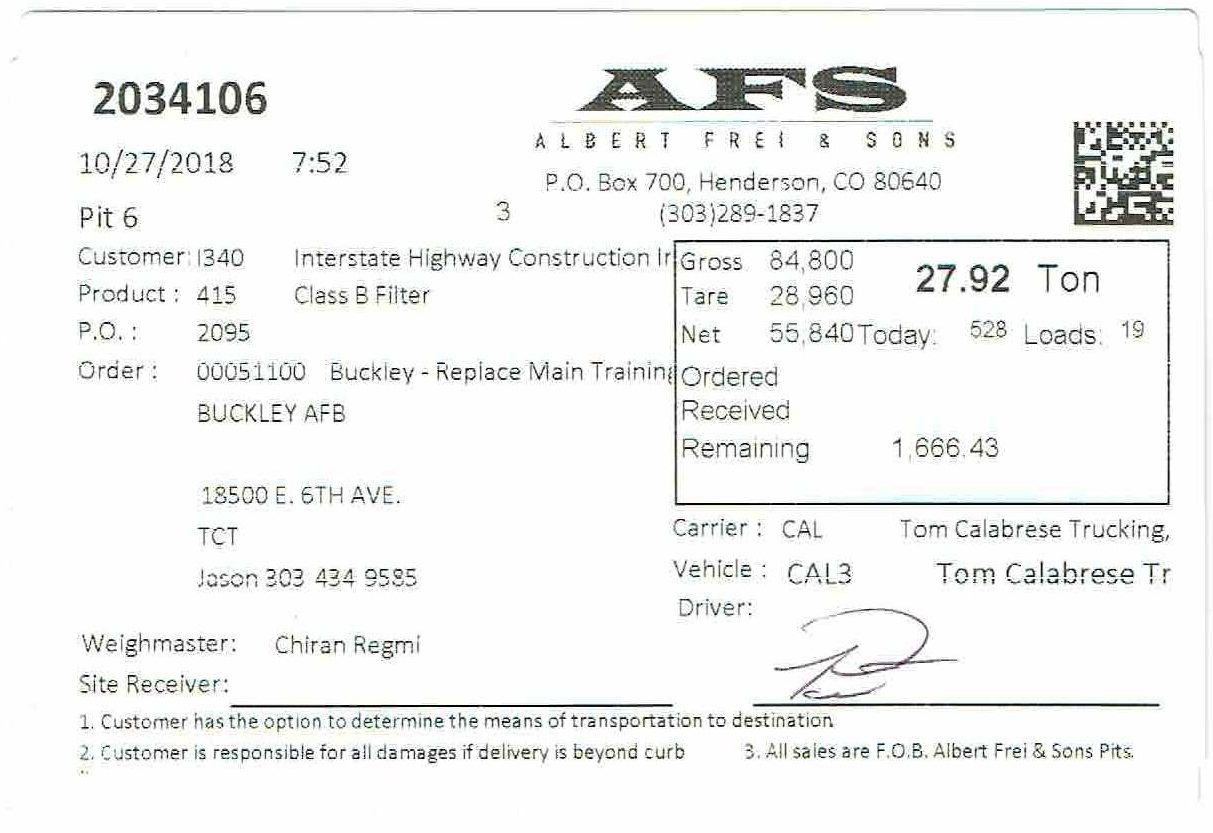 2034106
AFS
ALBERT FREI & SONS
10/27/2018 7:52
P.O. Box 700, Henderson, CO 80640
Pit 6 3 (303)289-1837
Customer: I340 Interstate Highway Construction Ir
Product : 415 Class B Filter
P.O. : 2095
Order : 00051100 Buckley - Replace Main Training
BUCKLEY AFB
18500 E. 6TH AVE.
TCT
Jason 303 434 9585
Gross 84,800 27.92 Ton
Tare 28,960
Net 55,840 Today: 528 Loads: 19
Ordered
Received
Remaining 1,666.43
Carrier : CAL Tom Calabrese Trucking,
Vehicle : CAL3 Tom Calabrese Tr
Driver:
Weighmaster: Chiran Regmi
Site Receiver:
1. Customer has the option to determine the means of transportation to destination
2. Customer is responsible for all damages if delivery is beyond curb 3. All sales are F.O.B. Albert Frei & Sons Pits.